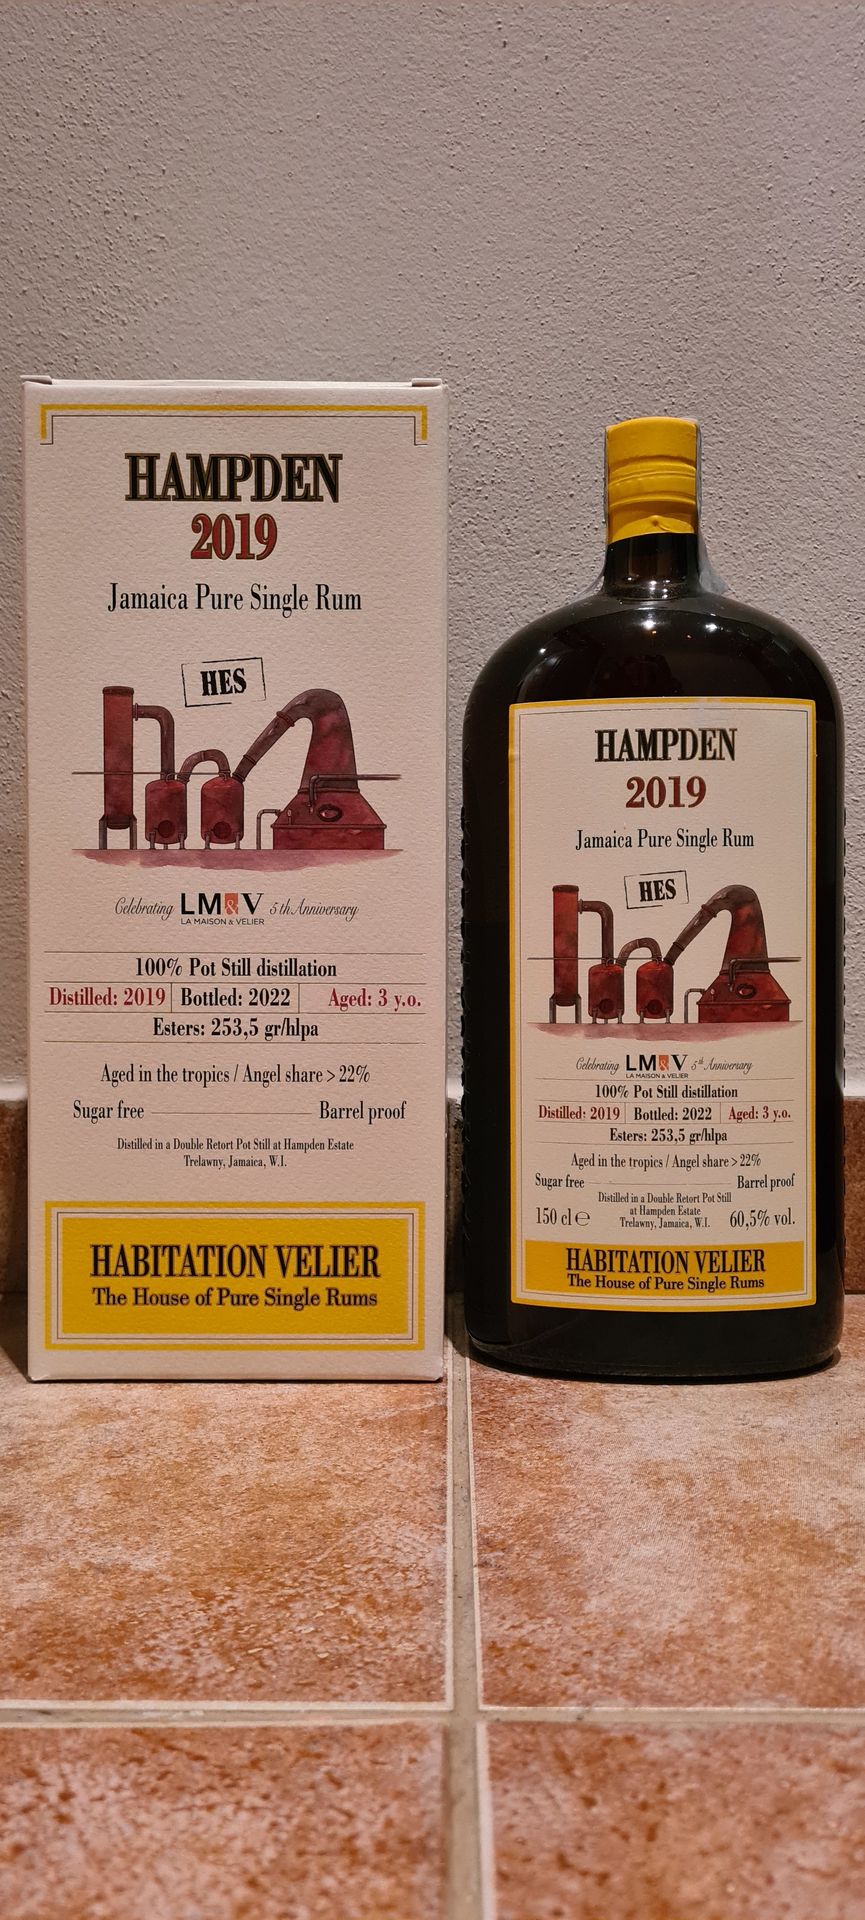 HAMPDEN
2019
Jamaica Pure Single Rum
HES
Celebrating LM&V 5th Anniversary
LA MAISON & VELIER
100% Pot Still distillation
Distilled: 2019 Bottled: 2022 Aged: 3 y.o.
Esters: 253,5 gr/hlpa
Aged in the tropics / Angel share > 22%
Sugar free Barrel proof
Distilled in a Double Retort Pot Still at Hampden Estate
Trelawny, Jamaica, W.I.
HABITATION VELIER
The House of Pure Single Rums
HAMPDEN
2019
Jamaica Pure Single Rum
HES
Celebrating LM&V 5th Anniversary
LA MAISON & VELIER
100% Pot Still distillation
Distilled: 2019 Bottled: 2022 Aged: 3 y.o.
Esters: 253,5 gr/hlpa
Aged in the tropics / Angel share > 22%
Sugar free Barrel proof
Distilled in a Double Retort Pot Still
at Hampden Estate
150 cl ℮ Trelawny, Jamaica, W.I. 60,5% vol.
HABITATION VELIER
The House of Pure Single Rums